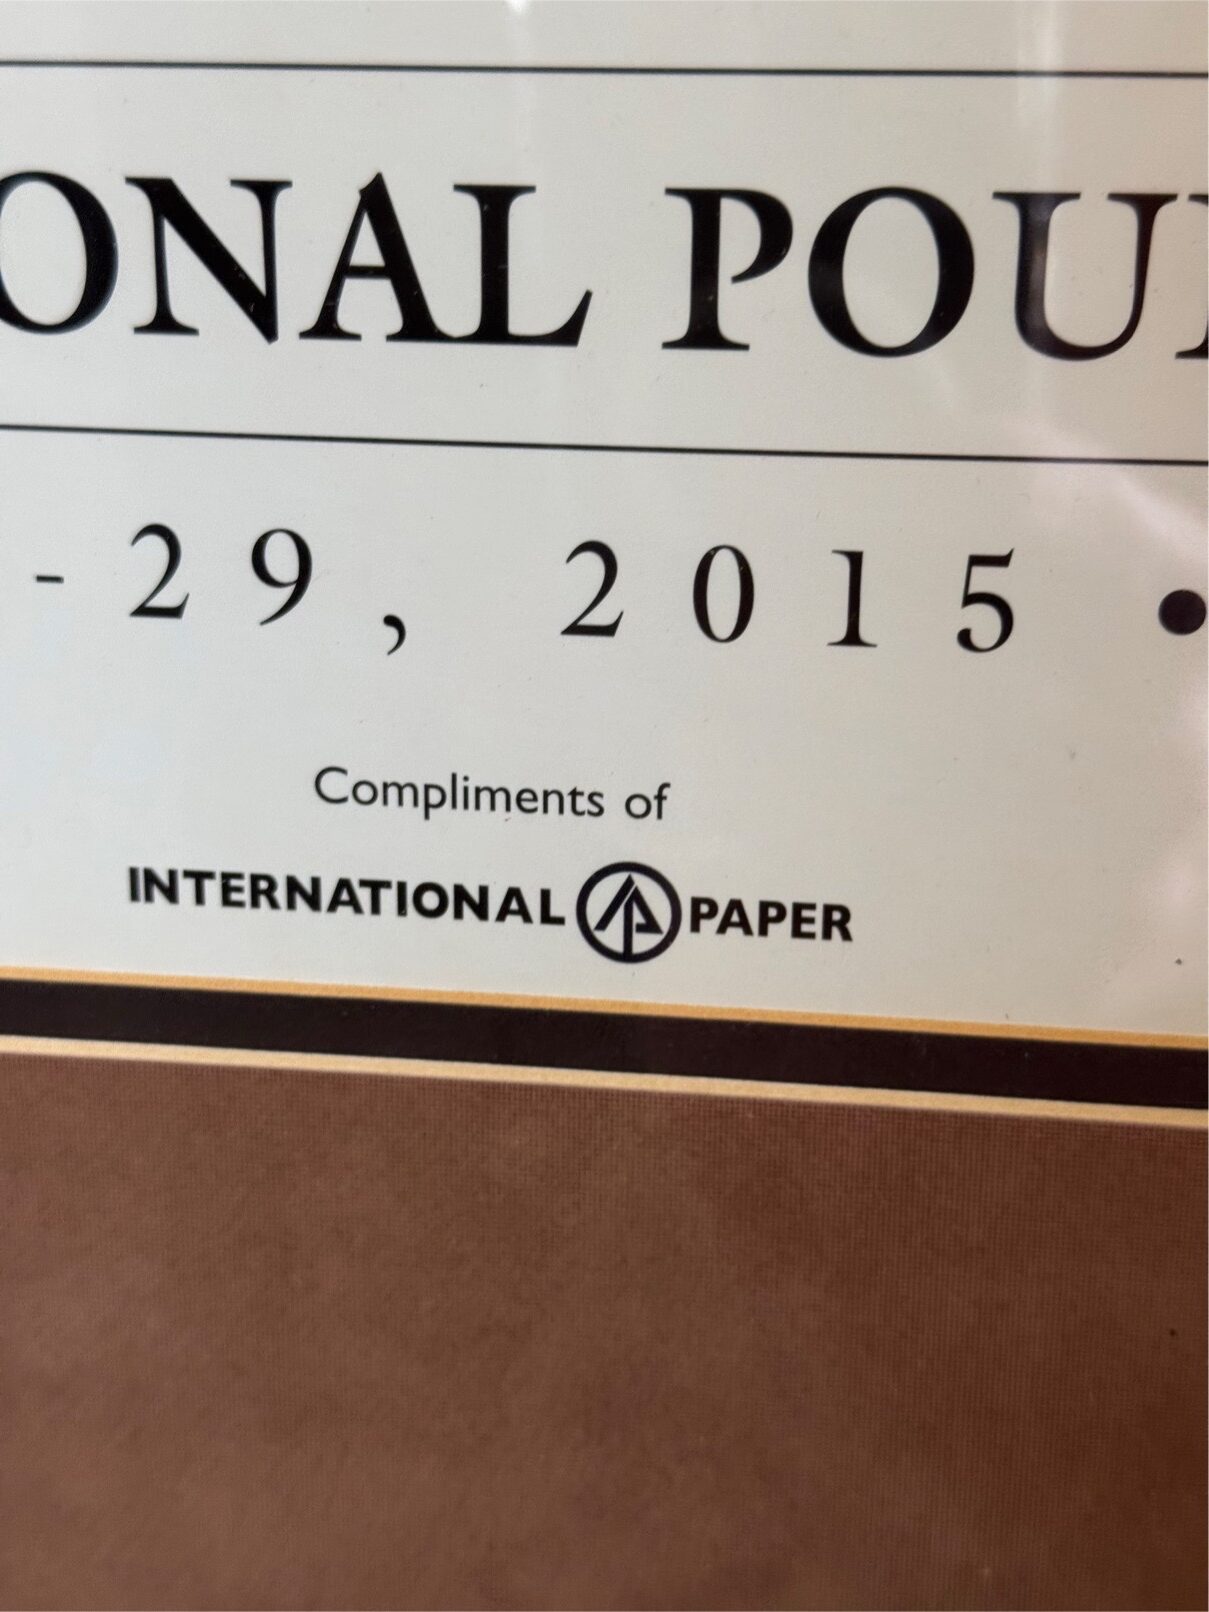 ONAL POU
- 29, 2015 •
Compliments of
INTERNATIONAL PAPER